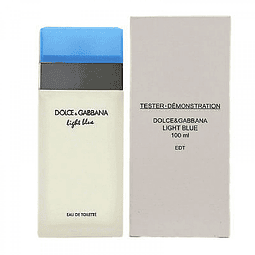 DOLCE & GABBANA
light blue
EAU DE TOILETTE
TESTER-DÉMONSTRATION
DOLCE&GABBANA
LIGHT BLUE
100 ml
EDT